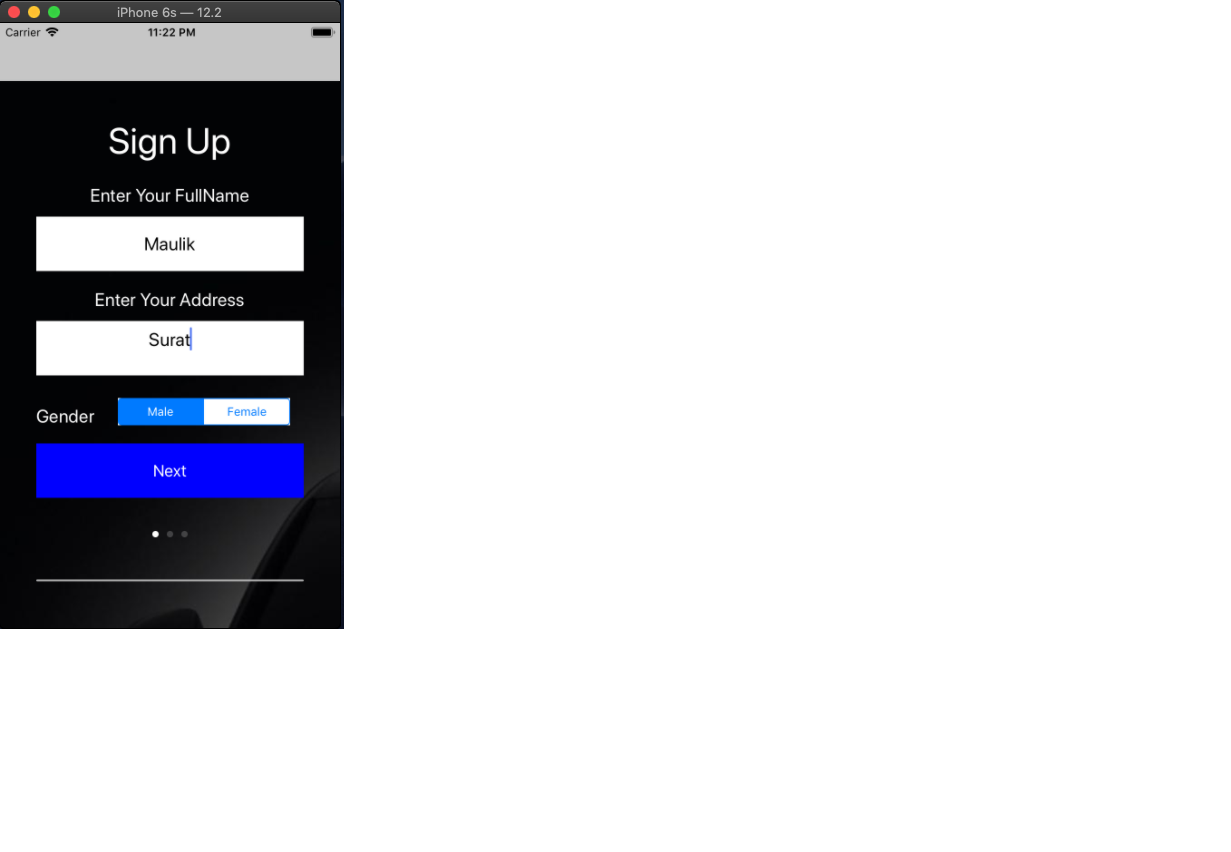 iPhone 6s — 12.2
Carrier 11:22 PM
Sign Up
Enter Your FullName
Maulik
Enter Your Address
Surat
Gender Male Female
Next